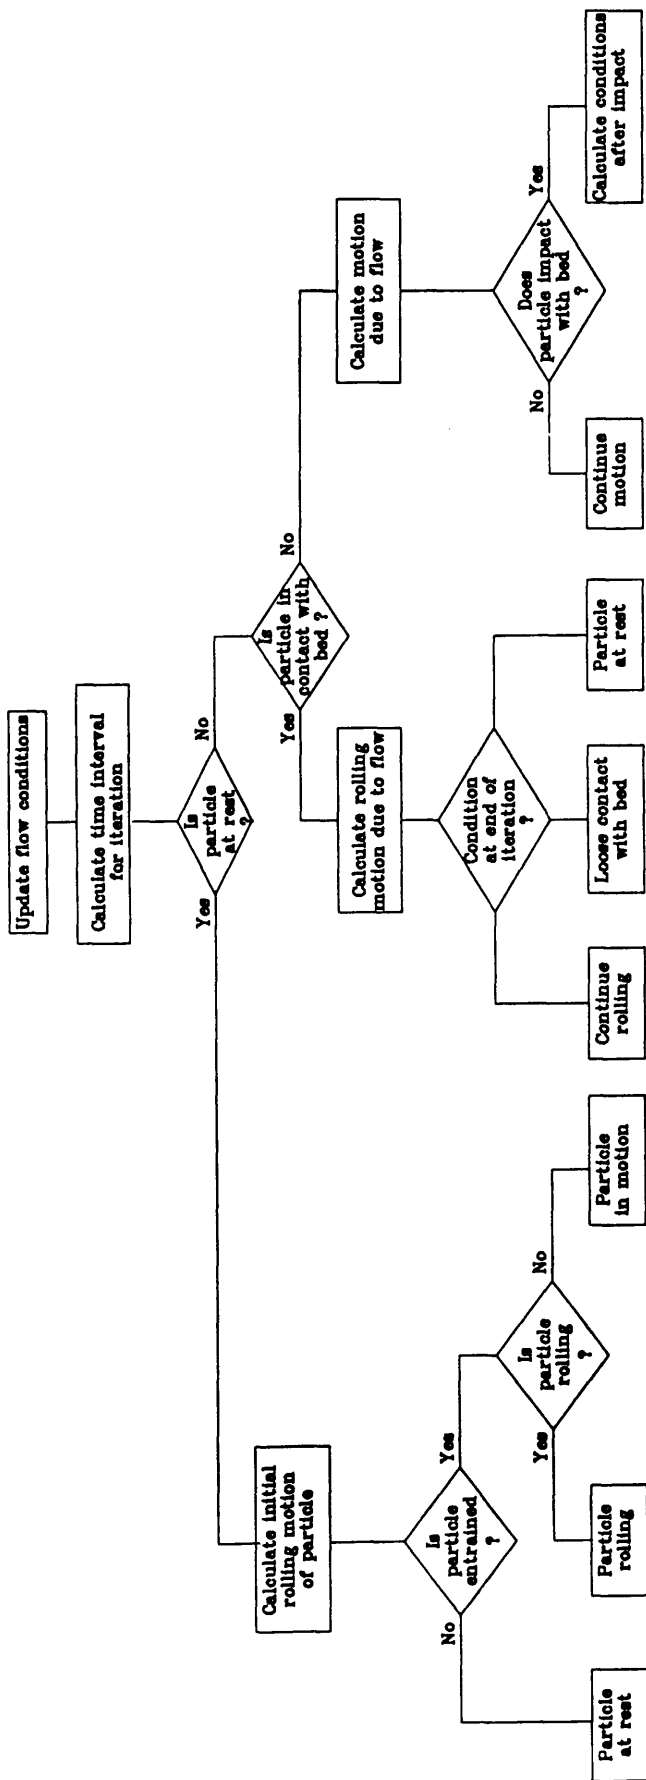 Update flow conditions
Calculate time interval
for iteration
Is
particle
at rest
?
Yes
No
Calculate initial
rolling motion
of particle
Is
particle
entrained
?
No
Yes
Particle
at rest
Is
particle
rolling
?
Yes
No
Particle
rolling
Particle
in motion
Is
particle in
contact with
bed ?
Yes
No
Calculate rolling
motion due to flow
Condition
at end of
iteration
?
Continue
rolling
Loose contact
with bed
Particle
at rest
Calculate motion
due to flow
Does
particle impact
with bed
?
No
Yes
Continue
motion
Calculate conditions
after impact